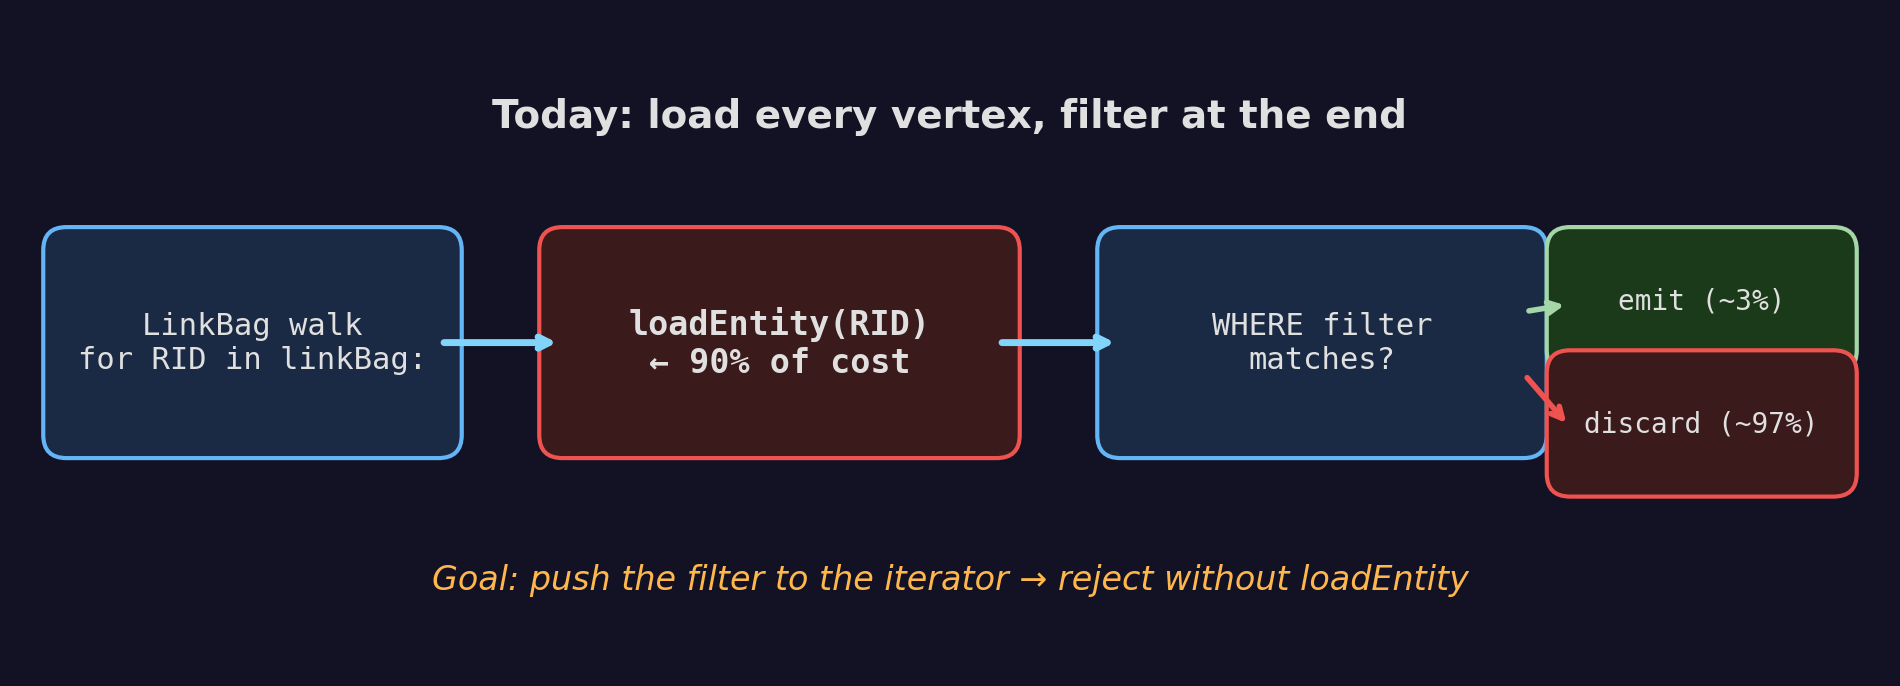 Today: load every vertex, filter at the end
LinkBag walk
for RID in linkBag:
loadEntity(RID)
← 90% of cost
WHERE filter
matches?
emit (~3%)
discard (~97%)
Goal: push the filter to the iterator → reject without loadEntity